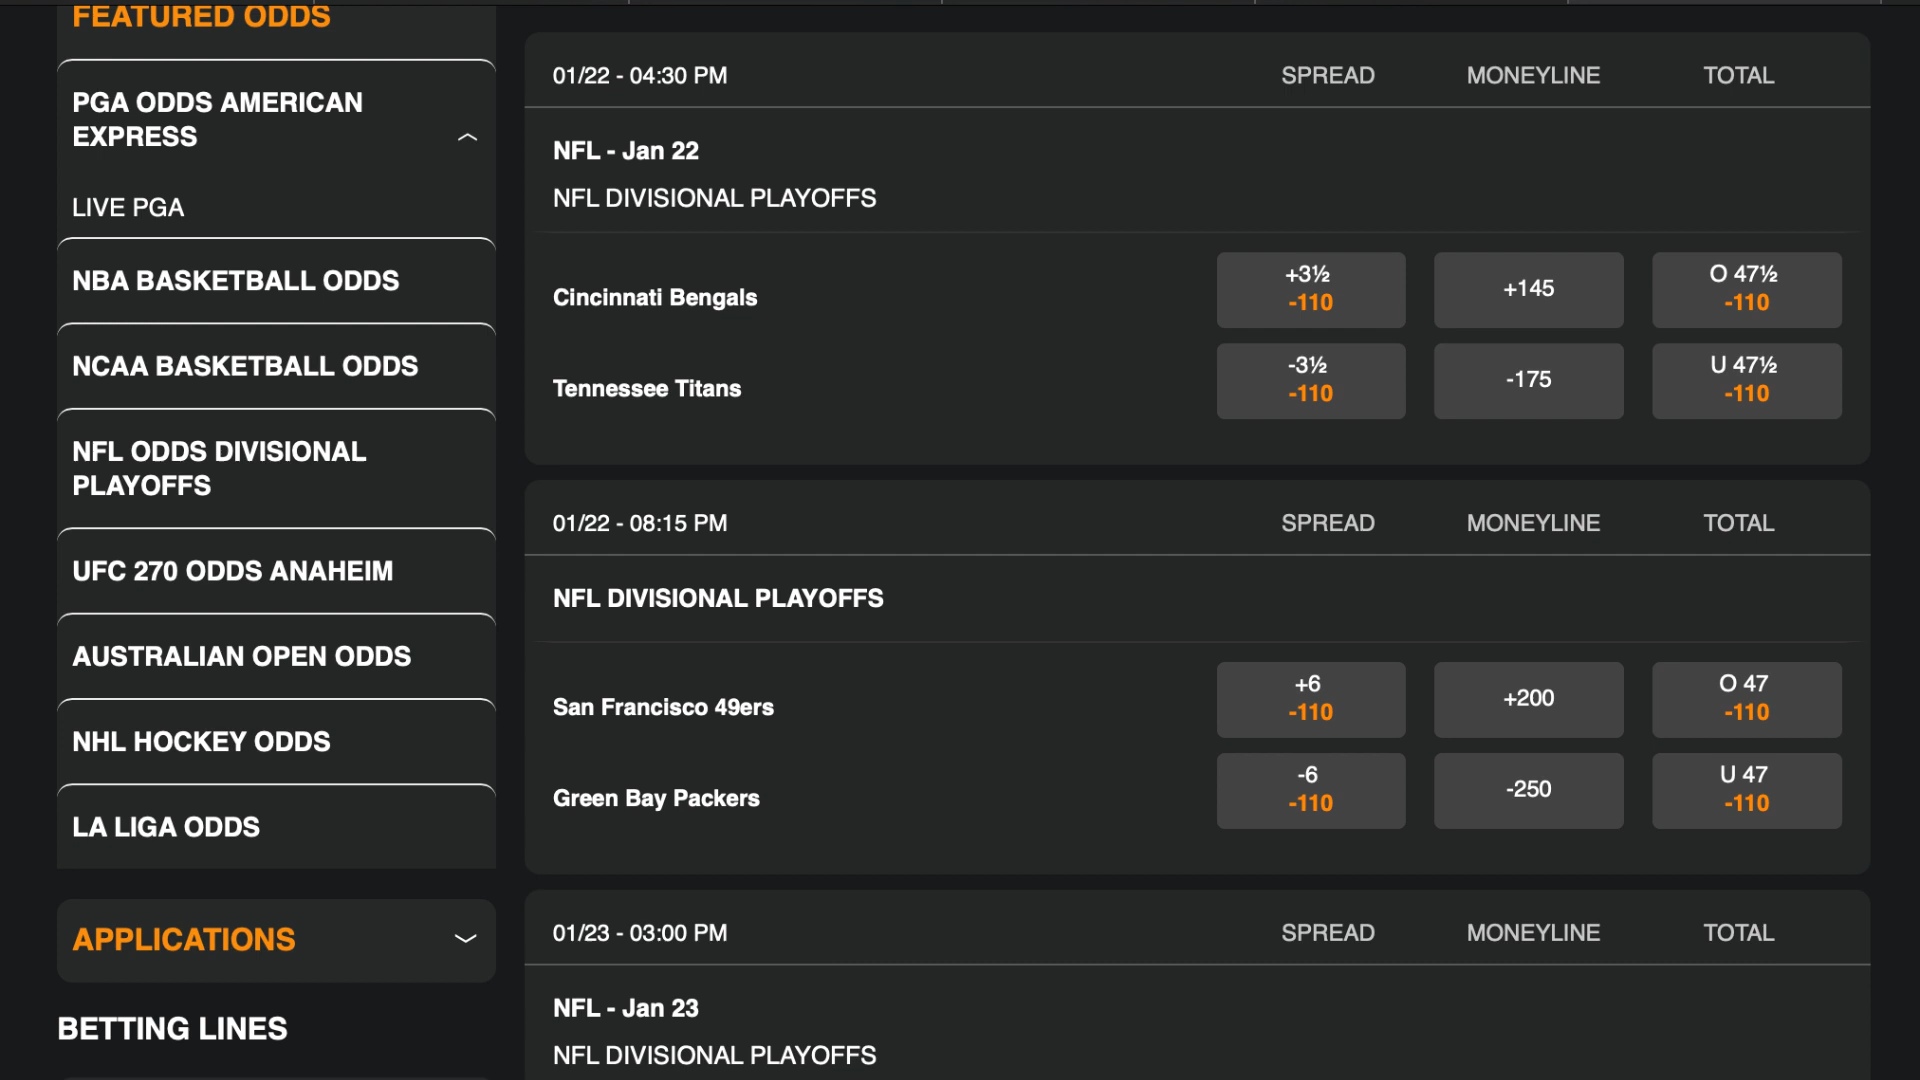 FEATURED ODDS
PGA ODDS AMERICAN
EXPRESS
LIVE PGA
NBA BASKETBALL ODDS
NCAA BASKETBALL ODDS
NFL ODDS DIVISIONAL
PLAYOFFS
UFC 270 ODDS ANAHEIM
AUSTRALIAN OPEN ODDS
NHL HOCKEY ODDS
LA LIGA ODDS
APPLICATIONS
BETTING LINES
01/22 - 04:30 PM SPREAD MONEYLINE TOTAL
NFL - Jan 22
NFL DIVISIONAL PLAYOFFS
Cincinnati Bengals +3½ -110 +145 O 47½ -110
Tennessee Titans -3½ -110 -175 U 47½ -110
01/22 - 08:15 PM SPREAD MONEYLINE TOTAL
NFL DIVISIONAL PLAYOFFS
San Francisco 49ers +6 -110 +200 O 47 -110
Green Bay Packers -6 -110 -250 U 47 -110
01/23 - 03:00 PM SPREAD MONEYLINE TOTAL
NFL - Jan 23
NFL DIVISIONAL PLAYOFFS